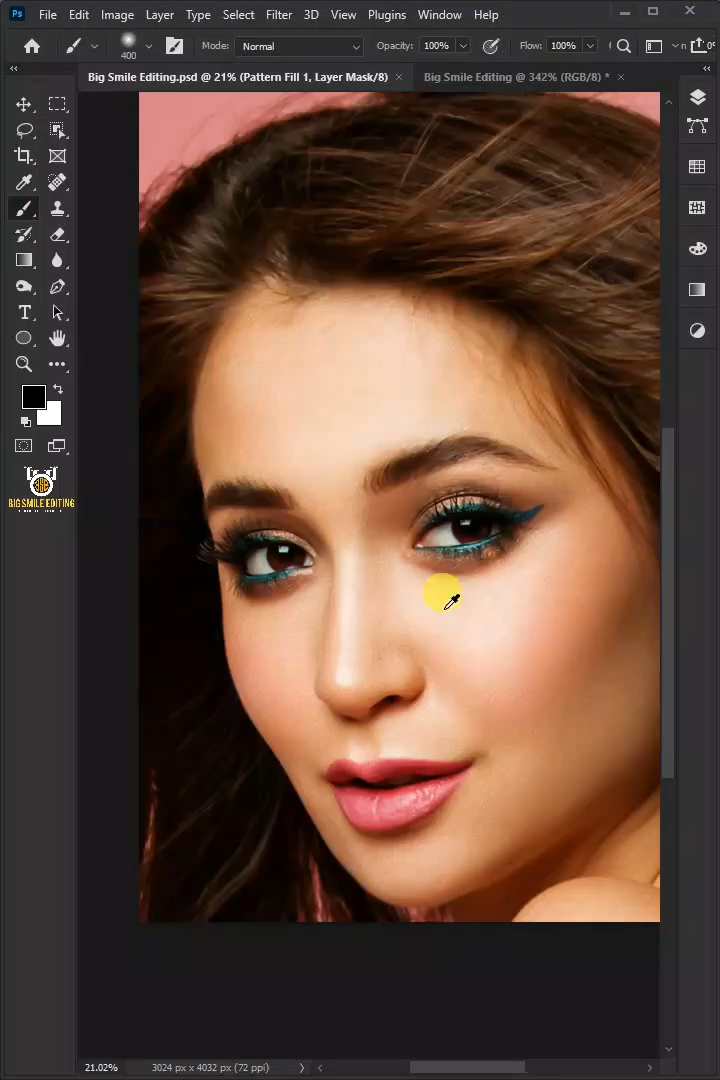 Ps File Edit Image Layer Type Select Filter 3D View Plugins Window Help
400 Mode: Normal Opacity: 100% Flow: 100% 0°
Big Smile Editing.psd @ 21% (Pattern Fill 1, Layer Mask/8) × Big Smile Editing @ 342% (RGB/8) * ×
BIG SMILE EDITING
21.02% 3024 px x 4032 px (72 ppi)